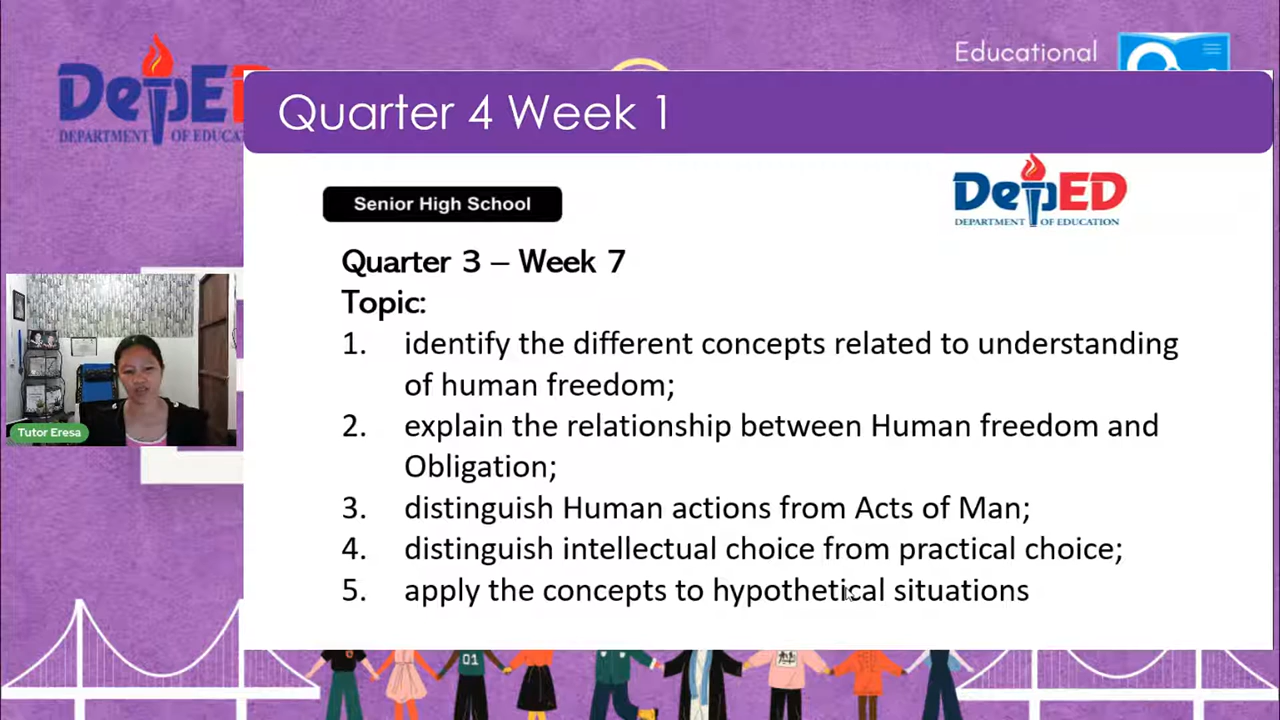 DepED
DEPARTMENT OF EDUCA
Educational
Quarter 4 Week 1
Senior High School
DepED
DEPARTMENT OF EDUCATION
Quarter 3 – Week 7
Topic:
1. identify the different concepts related to understanding
of human freedom;
2. explain the relationship between Human freedom and
Obligation;
3. distinguish Human actions from Acts of Man;
4. distinguish intellectual choice from practical choice;
5. apply the concepts to hypothetical situations
Tutor Eresa
01